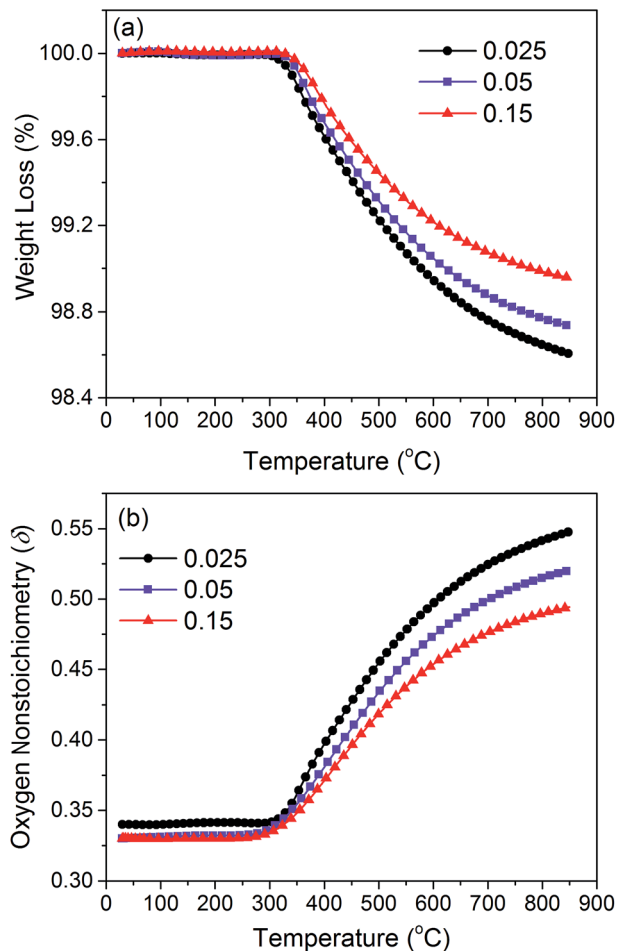 (a)
100.0
99.6
99.2
98.8
98.4
Weight Loss (%)
0.025
0.05
0.15
0 100 200 300 400 500 600 700 800 900
Temperature (°C)
(b)
0.55
0.50
0.45
0.40
0.35
0.30
Oxygen Nonstoichiometry (δ)
0.025
0.05
0.15
0 100 200 300 400 500 600 700 800 900
Temperature (°C)